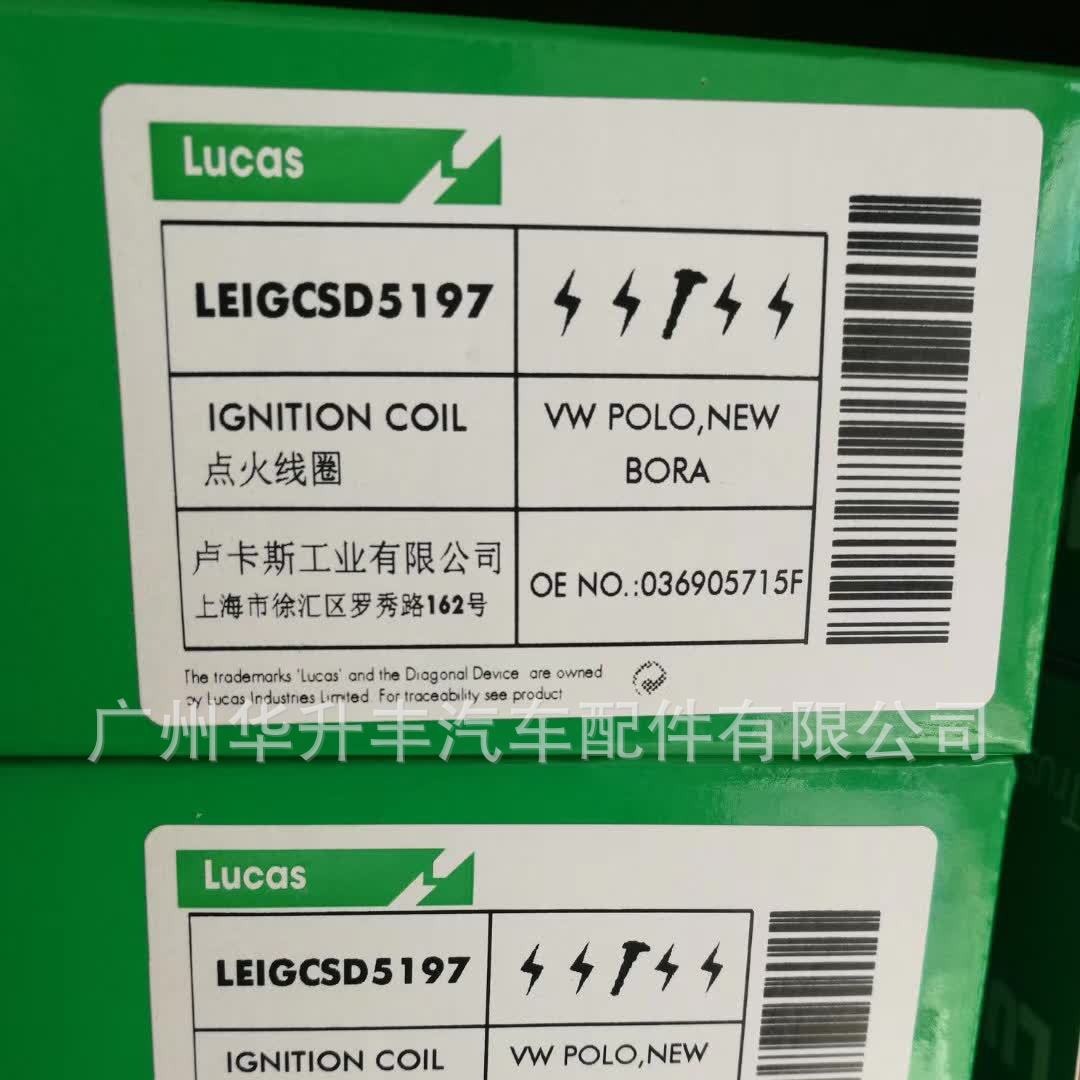 Lucas
LEIGCSD5197
IGNITION COIL
点火线圈
VW POLO,NEW
BORA
卢卡斯工业有限公司
上海市徐汇区罗秀路162号
OE NO.:036905715F
The trademarks 'Lucas' and the Diagonal Device are owned
by Lucas Industries Limited. For traceability see product
广州华升丰汽车配件有限公司
Lucas
LEIGCSD5197
IGNITION COIL
VW POLO,NEW